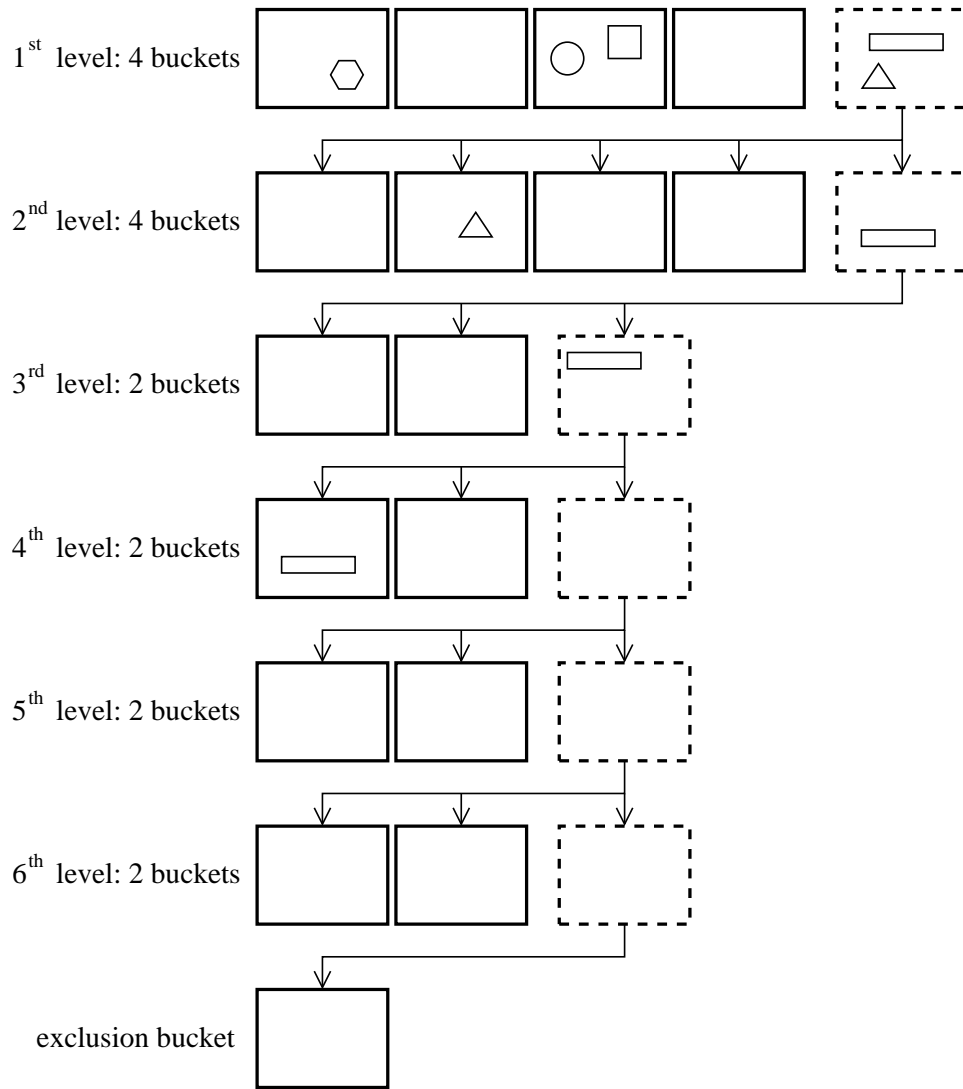 1st level: 4 buckets
2nd level: 4 buckets
3rd level: 2 buckets
4th level: 2 buckets
5th level: 2 buckets
6th level: 2 buckets
exclusion bucket